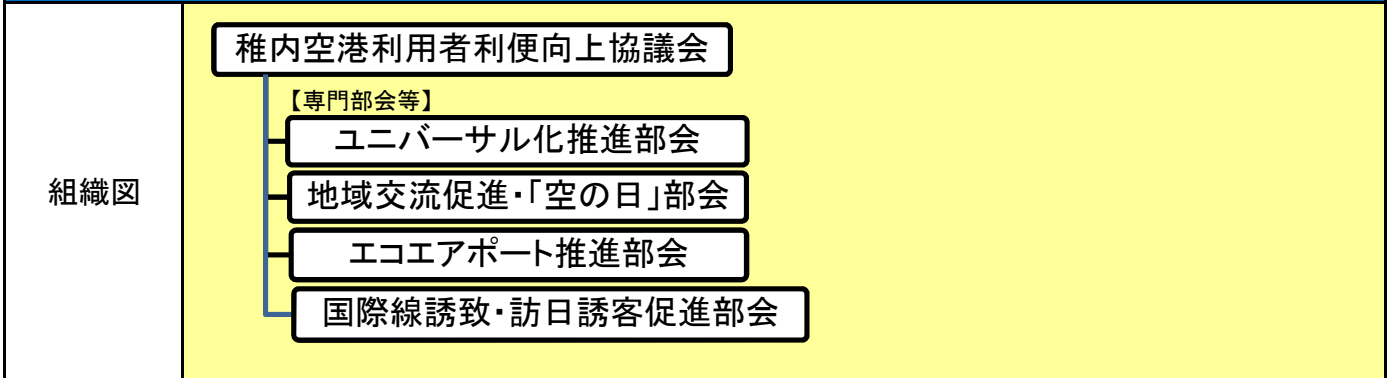 組織図
稚内空港利用者利便向上協議会
【専門部会等】
ユニバーサル化推進部会
地域交流促進・「空の日」部会
エコエアポート推進部会
国際線誘致・訪日誘客促進部会